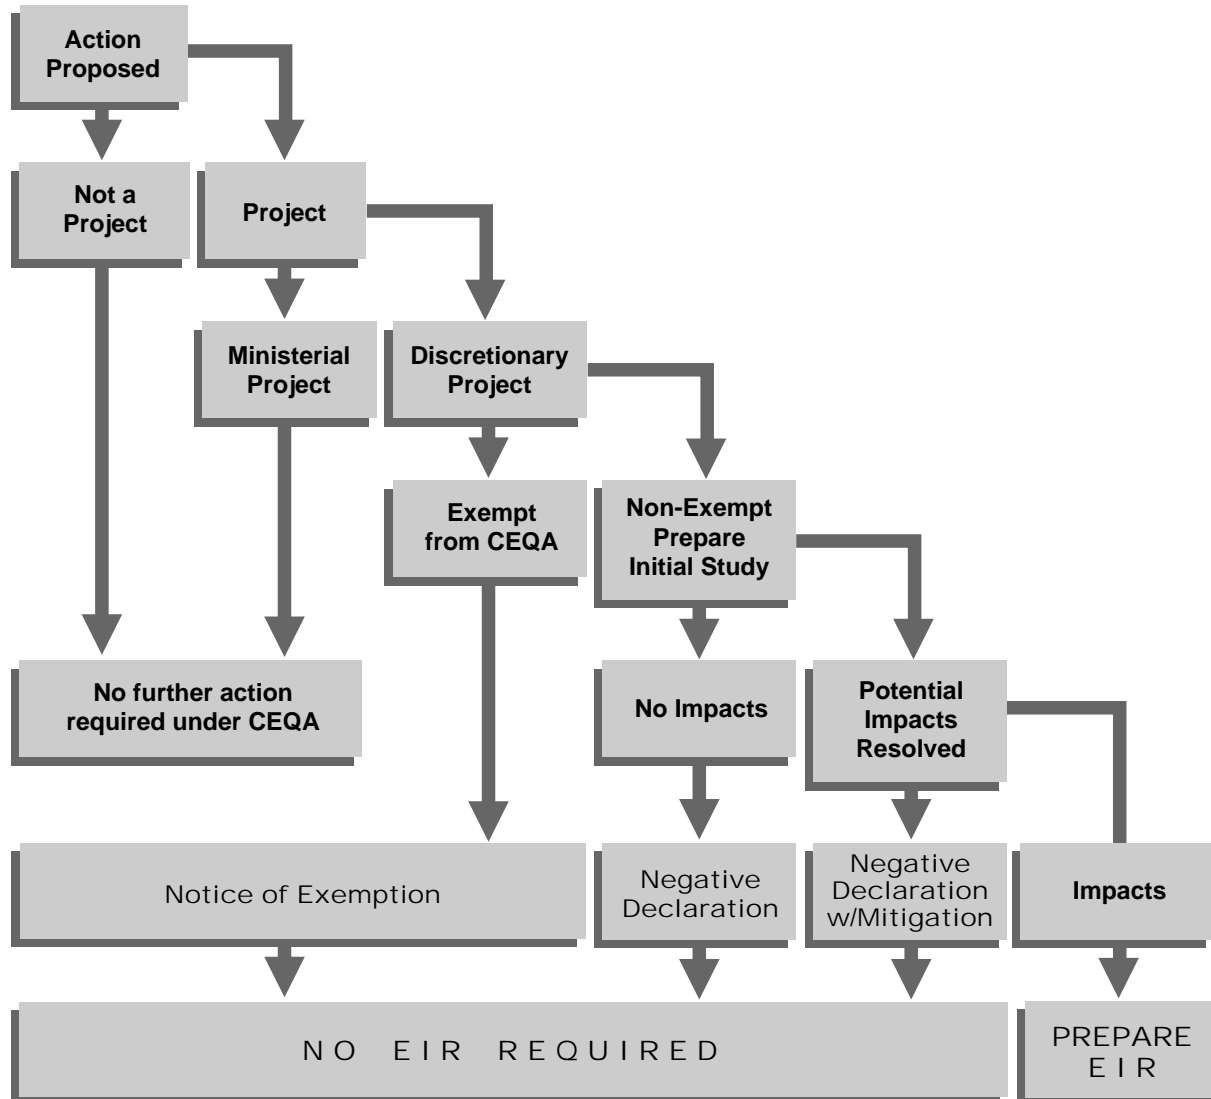 Action
Proposed
Not a
Project
Project
Ministerial
Project
Discretionary
Project
Exempt
from CEQA
Non-Exempt
Prepare
Initial Study
No further action
required under CEQA
No Impacts
Potential
Impacts
Resolved
Notice of Exemption
Negative
Declaration
Negative
Declaration
w/Mitigation
Impacts
NO EIR REQUIRED
PREPARE
EIR